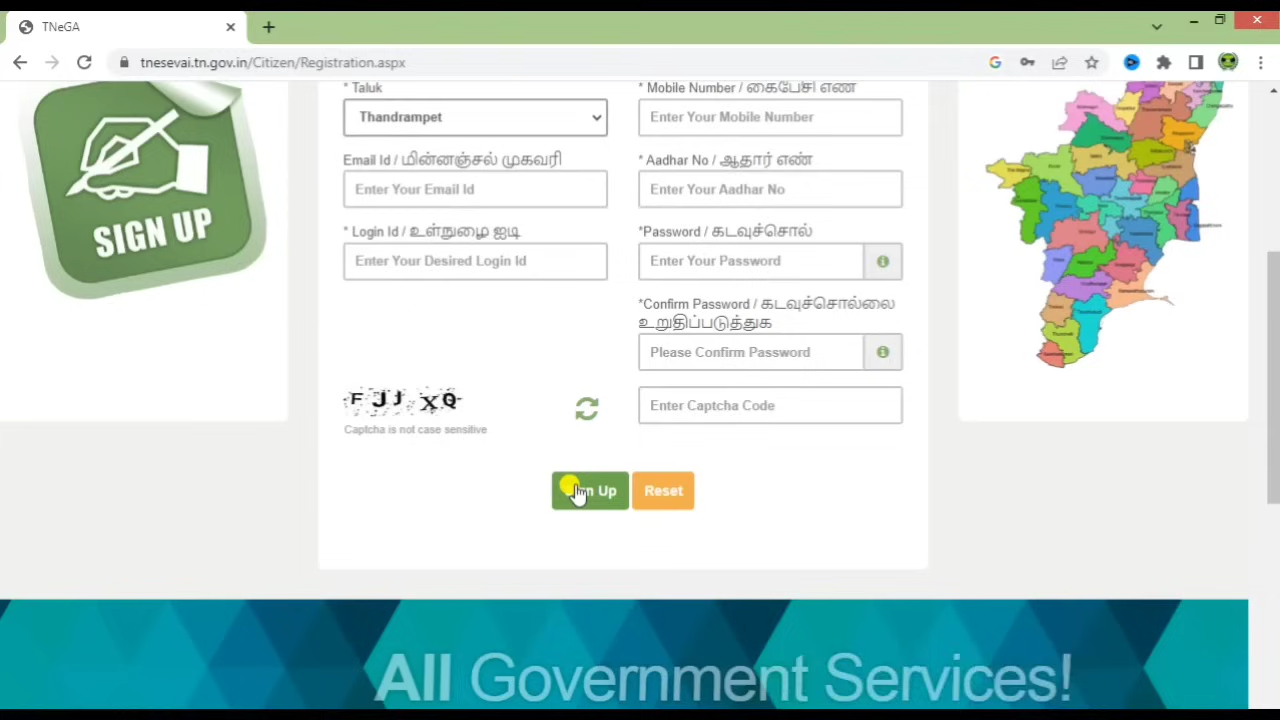 TNeGA
tnesevai.tn.gov.in/Citizen/Registration.aspx
SIGN UP
* Taluk
Thandrampet
* Mobile Number / கைபேசி எண்
Enter Your Mobile Number
Email Id / மின்னஞ்சல் முகவரி
Enter Your Email Id
* Aadhar No / ஆதார் எண்
Enter Your Aadhar No
* Login Id / உள்நுழை ஐடி
Enter Your Desired Login Id
*Password / கடவுச்சொல்
Enter Your Password
*Confirm Password / கடவுச்சொல்லை
உறுதிப்படுத்துக
Please Confirm Password
F J J X Q
Captcha is not case sensitive
Enter Captcha Code
Up
Reset
All Government Services!